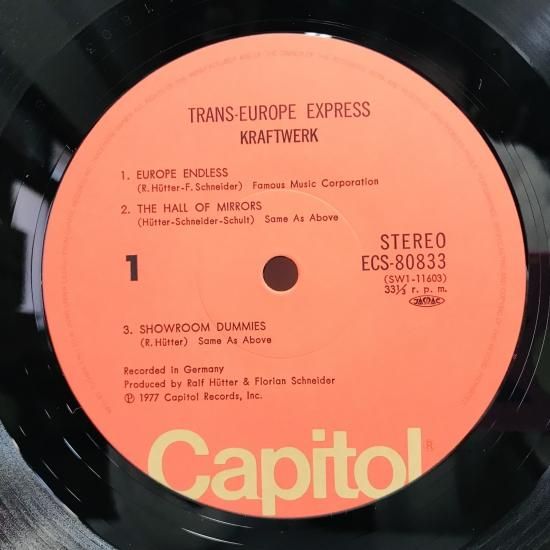 TRANS-EUROPE EXPRESS
KRAFTWERK
1. EUROPE ENDLESS
(R. Hütter-F. Schneider) Famous Music Corporation
2. THE HALL OF MIRRORS
(Hütter-Schneider-Schult) Same As Above
1
STEREO
ECS-80833
(SW1-11603)
33⅓ r. p. m.
JASRAC
3. SHOWROOM DUMMIES
(R. Hütter) Same As Above
Recorded in Germany
Produced by Ralf Hütter & Florian Schneider
℗ 1977 Capitol Records, Inc.
Capitol®